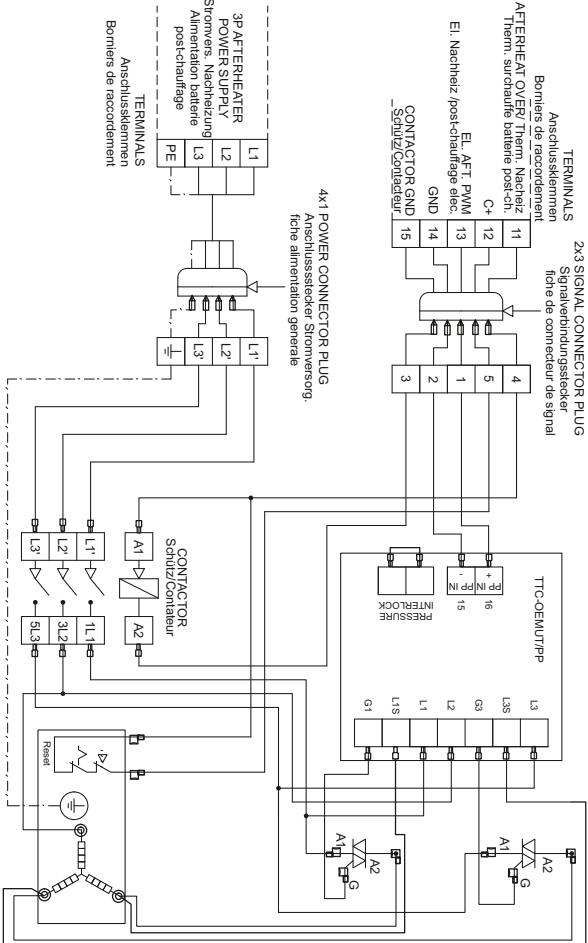 TERMINALS
Anschlussklemmen
Borniers de raccordement
AFTERHEAT OVER/ Therm. Nacheiz
Therm. surchauffe batterie post-ch.
C+
EL. AFT. PWM
El. Nachheiz /post-chauffage elec.
GND
CONTACTOR GND
Schütz/Contacteur
11
12
13
14
15
2x3 SIGNAL CONNECTOR PLUG
Signalverbindungsstecker
fiche de connecteur de signal
4
5
1
2
3
TTC-OEMUT/PP
+
PP IN
16
-
PP IN
15
PRESSURE
INTERLOCK
L3
L3S
G3
L2
L1
L1S
G1
A1
A2
G
A1
A2
G
3P AFTERHEATER
POWER SUPPLY
Stromvers. Nachheizung
Alimentation batterie
post-chauffage
L1
L2
L3
PE
TERMINALS
Anschlussklemmen
Borniers de raccordement
4x1 POWER CONNECTOR PLUG
Anschlussstecker Stromversorg.
fiche alimentation generale
L1'
L2'
L3'
CONTACTOR
Schütz/Contateur
A1
A2
L1'
L2'
L3'
1L1
3L2
5L3
Reset